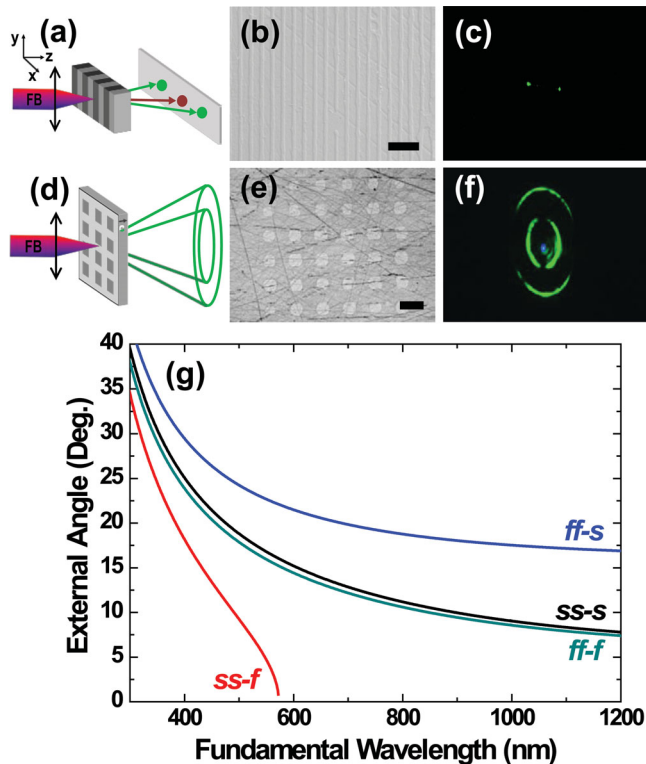 (a)
y
z
x
FB
(b)
(c)
(d)
FB
(e)
(f)
(g)
40
35
30
25
20
15
10
5
0
External Angle (Deg.)
ff-s
ss-s
ff-f
ss-f
400 600 800 1000 1200
Fundamental Wavelength (nm)